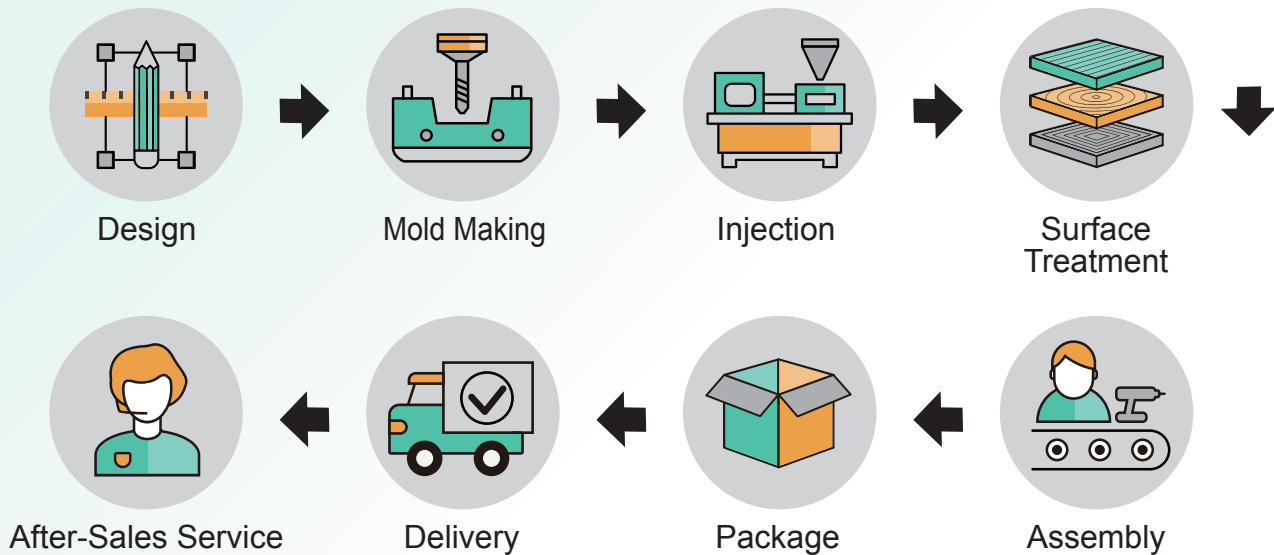 Design
Mold Making
Injection
Surface
Treatment
After-Sales Service
Delivery
Package
Assembly